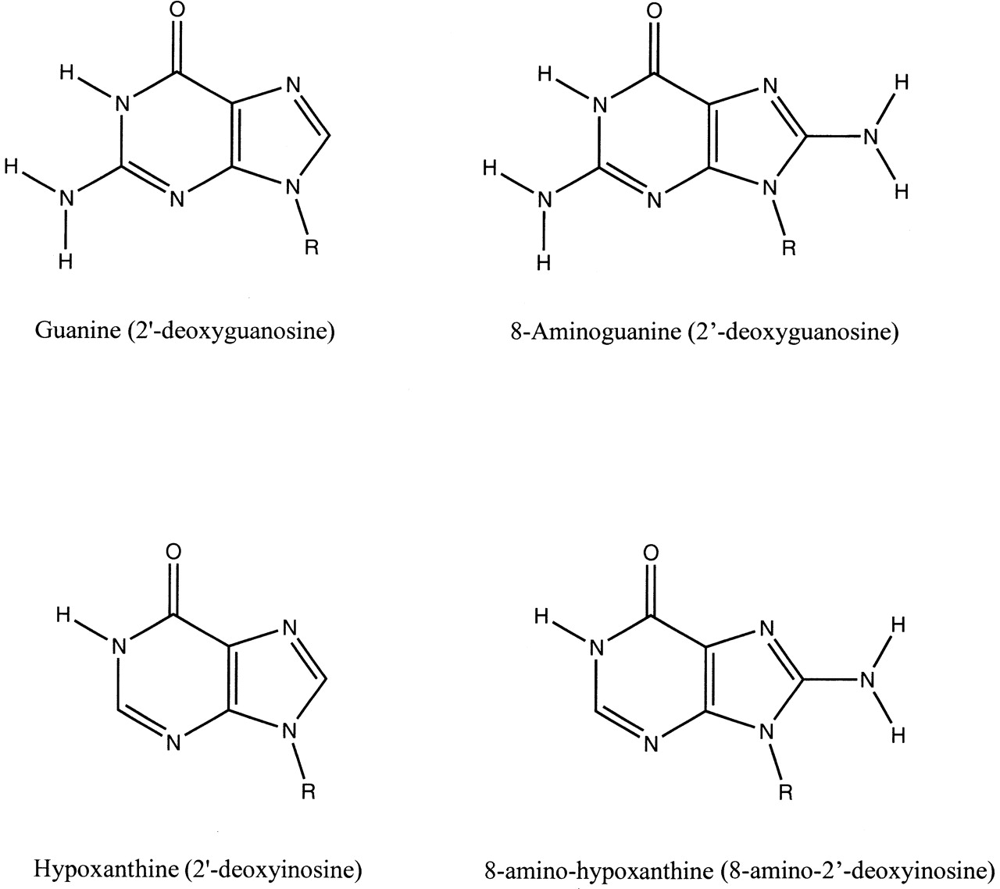 O
H
N
N
H
N
N
N
H
R
Guanine (2'-deoxyguanosine)
O
H
N
N
H
N
H
H
N
N
N
H
H
R
8-Aminoguanine (2’-deoxyguanosine)
O
H
N
N
N
N
R
Hypoxanthine (2'-deoxyinosine)
O
H
N
N
H
N
H
N
N
R
8-amino-hypoxanthine (8-amino-2’-deoxyinosine)